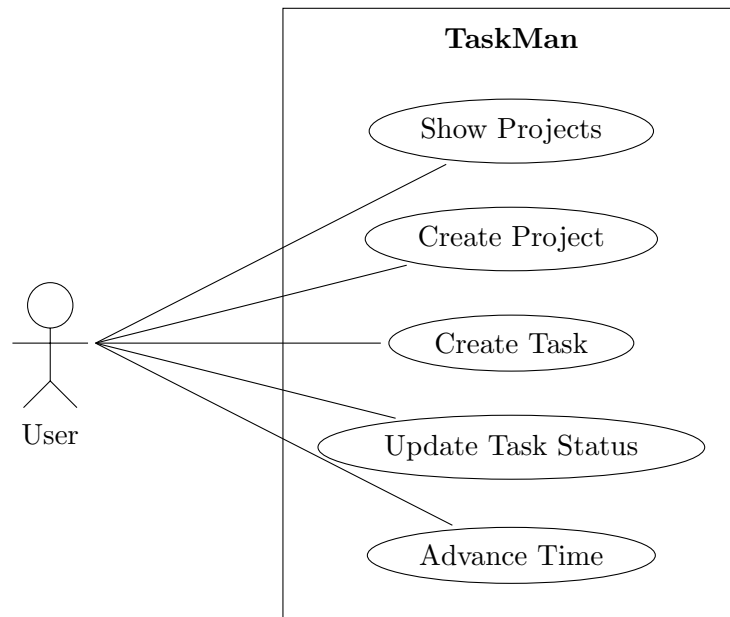 TaskMan
Show Projects
Create Project
Create Task
Update Task Status
Advance Time
User